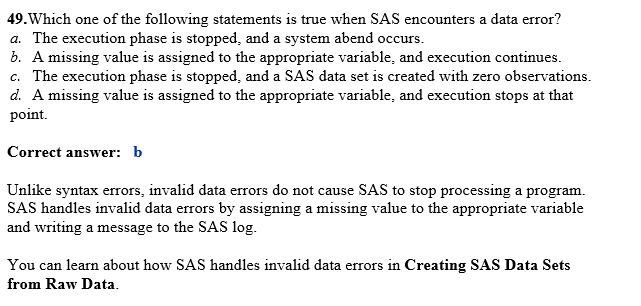 49.Which one of the following statements is true when SAS encounters a data error?
a. The execution phase is stopped, and a system abend occurs.
b. A missing value is assigned to the appropriate variable, and execution continues.
c. The execution phase is stopped, and a SAS data set is created with zero observations.
d. A missing value is assigned to the appropriate variable, and execution stops at that
point.
Correct answer: b
Unlike syntax errors, invalid data errors do not cause SAS to stop processing a program.
SAS handles invalid data errors by assigning a missing value to the appropriate variable
and writing a message to the SAS log.
You can learn about how SAS handles invalid data errors in Creating SAS Data Sets
from Raw Data.